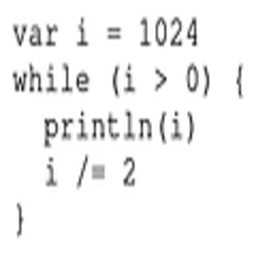 var i = 1024
while (i > 0) {
  println(i)
  i /= 2
}